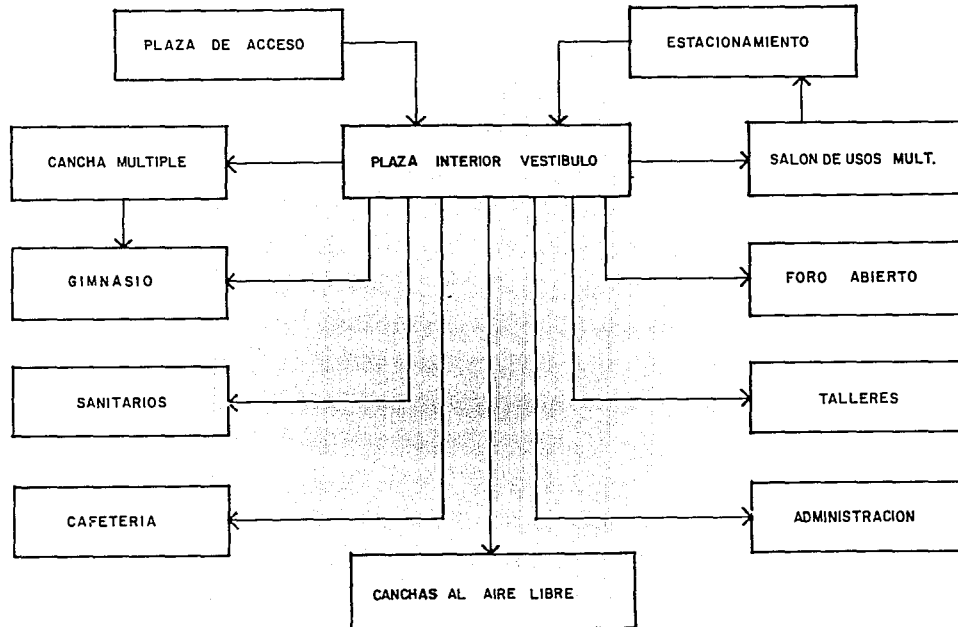 PLAZA DE ACCESO
ESTACIONAMIENTO
CANCHA MULTIPLE
PLAZA INTERIOR VESTIBULO
SALON DE USOS MULT.
GIMNASIO
FORO ABIERTO
SANITARIOS
TALLERES
CAFETERIA
ADMINISTRACION
CANCHAS AL AIRE LIBRE